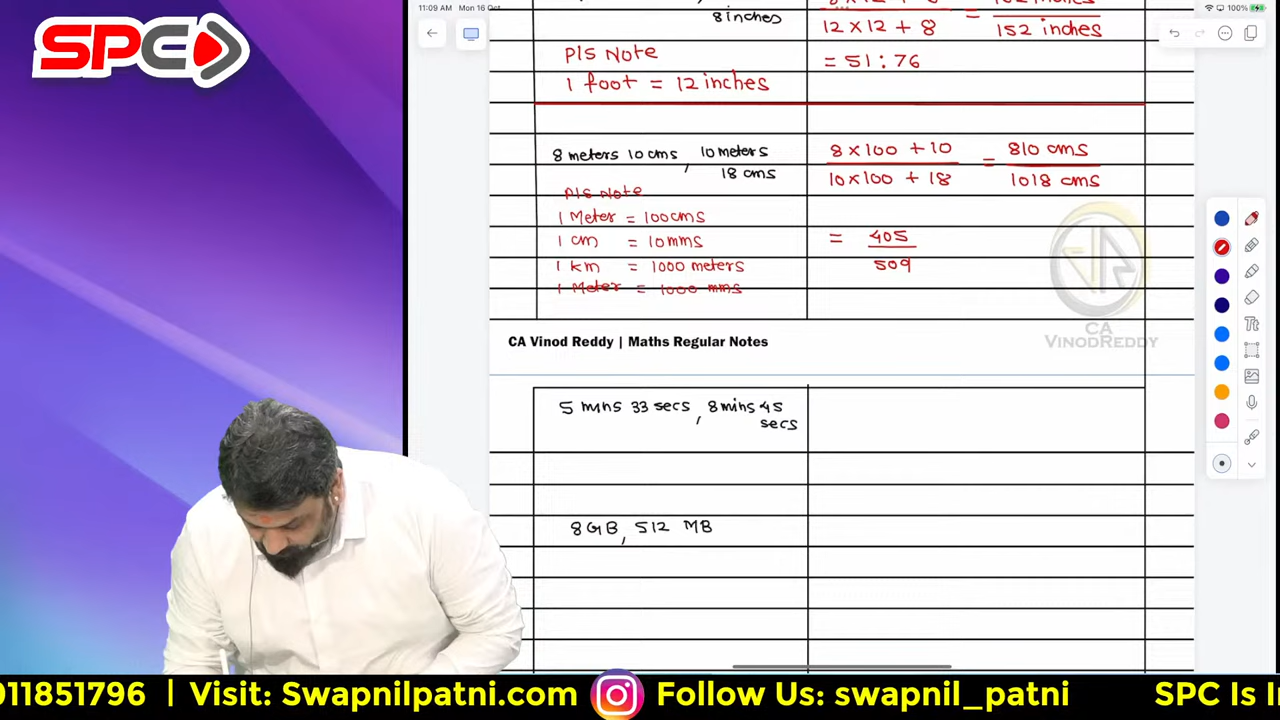 11:09 AM Mon 16 Oct
100%
SPC
8 inches
12 x 12 + 8
=
152 inches
Pls Note
= 51 : 76
1 foot = 12 inches
8 meters 10 cms , 10 meters
18 cms
8 x 100 + 10
10 x 100 + 18
= 810 cms
1018 cms
Pls Note
1 Meter = 100 cms
1 cm = 10 mms
1 km = 1000 meters
1 Meter = 1000 mms
= 405
509
CA
VINODREDDY
CA Vinod Reddy | Maths Regular Notes
5 mins 33 secs , 8 mins 45
secs
8 GB , 512 MB
Tt
011851796 | Visit: Swapnilpatni.com Follow Us: swapnil_patni SPC Is I